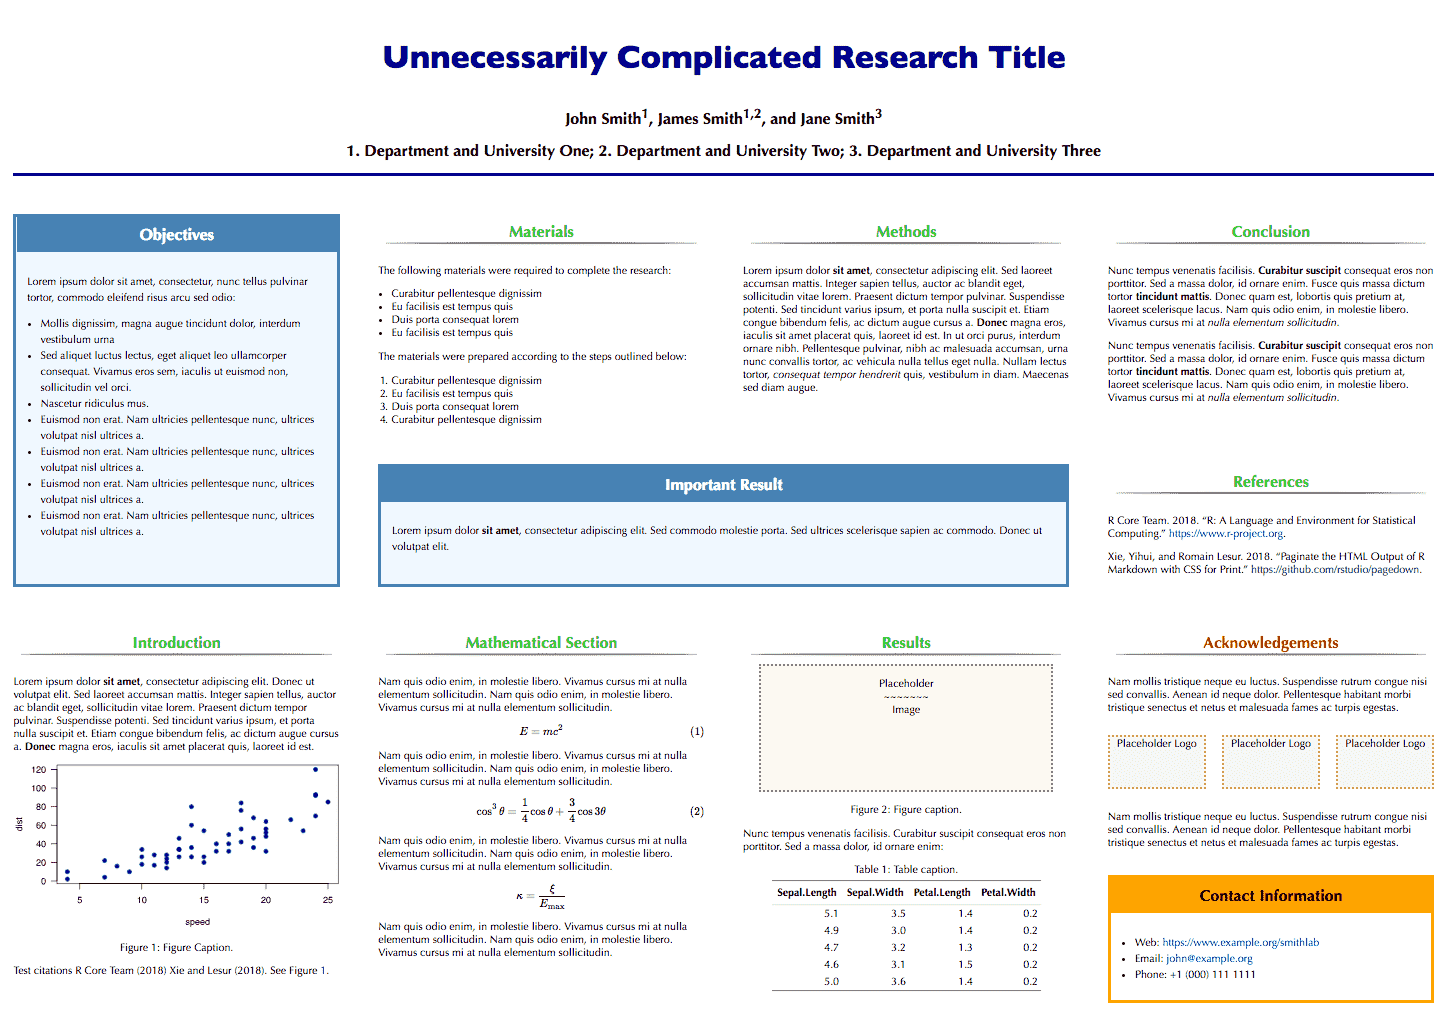 Unnecessarily Complicated Research Title
John Smith1, James Smith1,2, and Jane Smith3
1. Department and University One; 2. Department and University Two; 3. Department and University Three
Objectives
Lorem ipsum dolor sit amet, consectetur, nunc tellus pulvinar
tortor, commodo eleifend risus arcu sed odio:
• Mollis dignissim, magna augue tincidunt dolor, interdum
vestibulum urna
• Sed aliquet luctus lectus, eget aliquet leo ullamcorper
consequat. Vivamus eros sem, iaculis ut euismod non,
sollicitudin vel orci.
• Nascetur ridiculus mus.
• Euismod non erat. Nam ultricies pellentesque nunc, ultrices
volutpat nisl ultrices a.
• Euismod non erat. Nam ultricies pellentesque nunc, ultrices
volutpat nisl ultrices a.
• Euismod non erat. Nam ultricies pellentesque nunc, ultrices
volutpat nisl ultrices a.
• Euismod non erat. Nam ultricies pellentesque nunc, ultrices
volutpat nisl ultrices a.
Introduction
Lorem ipsum dolor sit amet, consectetur adipiscing elit. Donec ut
volutpat elit. Sed laoreet accumsan mattis. Integer sapien tellus, auctor
ac blandit eget, sollicitudin vitae lorem. Praesent dictum tempor
pulvinar. Suspendisse potenti. Sed tincidunt varius ipsum, et porta
nulla suscipit et. Etiam congue bibendum felis, ac dictum augue cursus
a. Donec magna eros, iaculis sit amet placerat quis, laoreet id est.
120
100
80
60
40
20
0
dist
5 10 15 20 25
speed
Figure 1: Figure Caption.
Test citations R Core Team (2018) Xie and Lesur (2018). See Figure 1.
Materials
The following materials were required to complete the research:
• Curabitur pellentesque dignissim
• Eu facilisis est tempus quis
• Duis porta consequat lorem
• Eu facilisis est tempus quis
The materials were prepared according to the steps outlined below:
1. Curabitur pellentesque dignissim
2. Eu facilisis est tempus quis
3. Duis porta consequat lorem
4. Curabitur pellentesque dignissim
Methods
Lorem ipsum dolor sit amet, consectetur adipiscing elit. Sed laoreet
accumsan mattis. Integer sapien tellus, auctor ac blandit eget,
sollicitudin vitae lorem. Praesent dictum tempor pulvinar. Suspendisse
potenti. Sed tincidunt varius ipsum, et porta nulla suscipit et. Etiam
congue bibendum felis, ac dictum augue cursus a. Donec magna eros,
iaculis sit amet placerat quis, laoreet id est. In ut orci purus, interdum
ornare nibh. Pellentesque pulvinar, nibh ac malesuada accumsan, urna
nunc convallis tortor, ac vehicula nulla tellus eget nulla. Nullam lectus
tortor, consequat tempor hendrerit quis, vestibulum in diam. Maecenas
sed diam augue.
Important Result
Lorem ipsum dolor sit amet, consectetur adipiscing elit. Sed commodo molestie porta. Sed ultrices scelerisque sapien ac commodo. Donec ut
volutpat elit.
Mathematical Section
Nam quis odio enim, in molestie libero. Vivamus cursus mi at nulla
elementum sollicitudin. Nam quis odio enim, in molestie libero.
Vivamus cursus mi at nulla elementum sollicitudin.
E = mc² (1)
Nam quis odio enim, in molestie libero. Vivamus cursus mi at nulla
elementum sollicitudin. Nam quis odio enim, in molestie libero.
Vivamus cursus mi at nulla elementum sollicitudin.
cos³ θ = 1/4 cos θ + 3/4 cos 3θ (2)
Nam quis odio enim, in molestie libero. Vivamus cursus mi at nulla
elementum sollicitudin. Nam quis odio enim, in molestie libero.
Vivamus cursus mi at nulla elementum sollicitudin.
κ = ξ/Emax
Nam quis odio enim, in molestie libero. Vivamus cursus mi at nulla
elementum sollicitudin. Nam quis odio enim, in molestie libero.
Vivamus cursus mi at nulla elementum sollicitudin.
Results
Placeholder
~~~~~~~
Image
Figure 2: Figure caption.
Nunc tempus venenatis facilisis. Curabitur suscipit consequat eros non
porttitor. Sed a massa dolor, id ornare enim:
Table 1: Table caption.
Sepal.Length Sepal.Width Petal.Length Petal.Width
5.1 3.5 1.4 0.2
4.9 3.0 1.4 0.2
4.7 3.2 1.3 0.2
4.6 3.1 1.5 0.2
5.0 3.6 1.4 0.2
Conclusion
Nunc tempus venenatis facilisis. Curabitur suscipit consequat eros non
porttitor. Sed a massa dolor, id ornare enim. Fusce quis massa dictum
tortor tincidunt mattis. Donec quam est, lobortis quis pretium at,
laoreet scelerisque lacus. Nam quis odio enim, in molestie libero.
Vivamus cursus mi at nulla elementum sollicitudin.
Nunc tempus venenatis facilisis. Curabitur suscipit consequat eros non
porttitor. Sed a massa dolor, id ornare enim. Fusce quis massa dictum
tortor tincidunt mattis. Donec quam est, lobortis quis pretium at,
laoreet scelerisque lacus. Nam quis odio enim, in molestie libero.
Vivamus cursus mi at nulla elementum sollicitudin.
References
R Core Team. 2018. “R: A Language and Environment for Statistical
Computing.” https://www.r-project.org.
Xie, Yihui, and Romain Lesur. 2018. “Paginate the HTML Output of R
Markdown with CSS for Print.” https://github.com/rstudio/pagedown.
Acknowledgements
Nam mollis tristique neque eu luctus. Suspendisse rutrum congue nisi
sed convallis. Aenean id neque dolor. Pellentesque habitant morbi
tristique senectus et netus et malesuada fames ac turpis egestas.
Placeholder Logo Placeholder Logo Placeholder Logo
Nam mollis tristique neque eu luctus. Suspendisse rutrum congue nisi
sed convallis. Aenean id neque dolor. Pellentesque habitant morbi
tristique senectus et netus et malesuada fames ac turpis egestas.
Contact Information
• Web: https://www.example.org/smithlab
• Email: john@example.org
• Phone: +1 (000) 111 1111